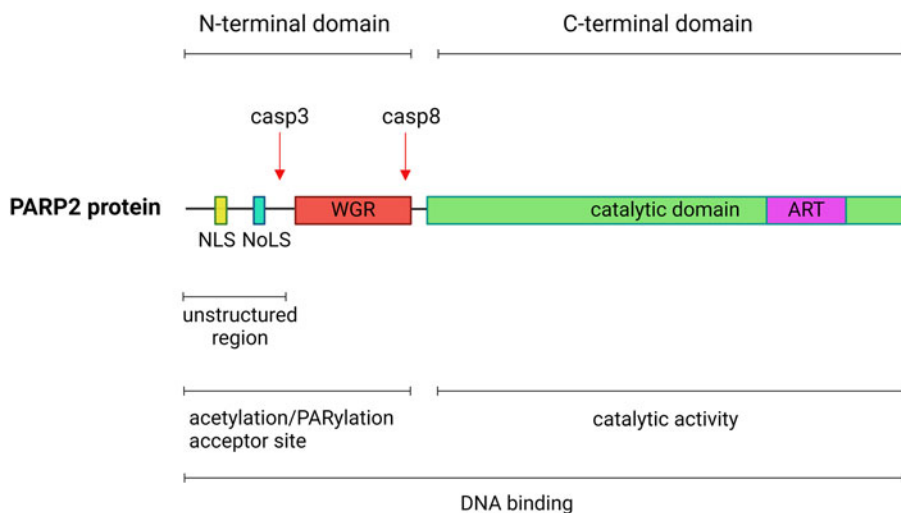 N-terminal domain
C-terminal domain
casp3
casp8
PARP2 protein
WGR
catalytic domain
ART
NLS
NoLS
unstructured
region
acetylation/PARylation
acceptor site
catalytic activity
DNA binding